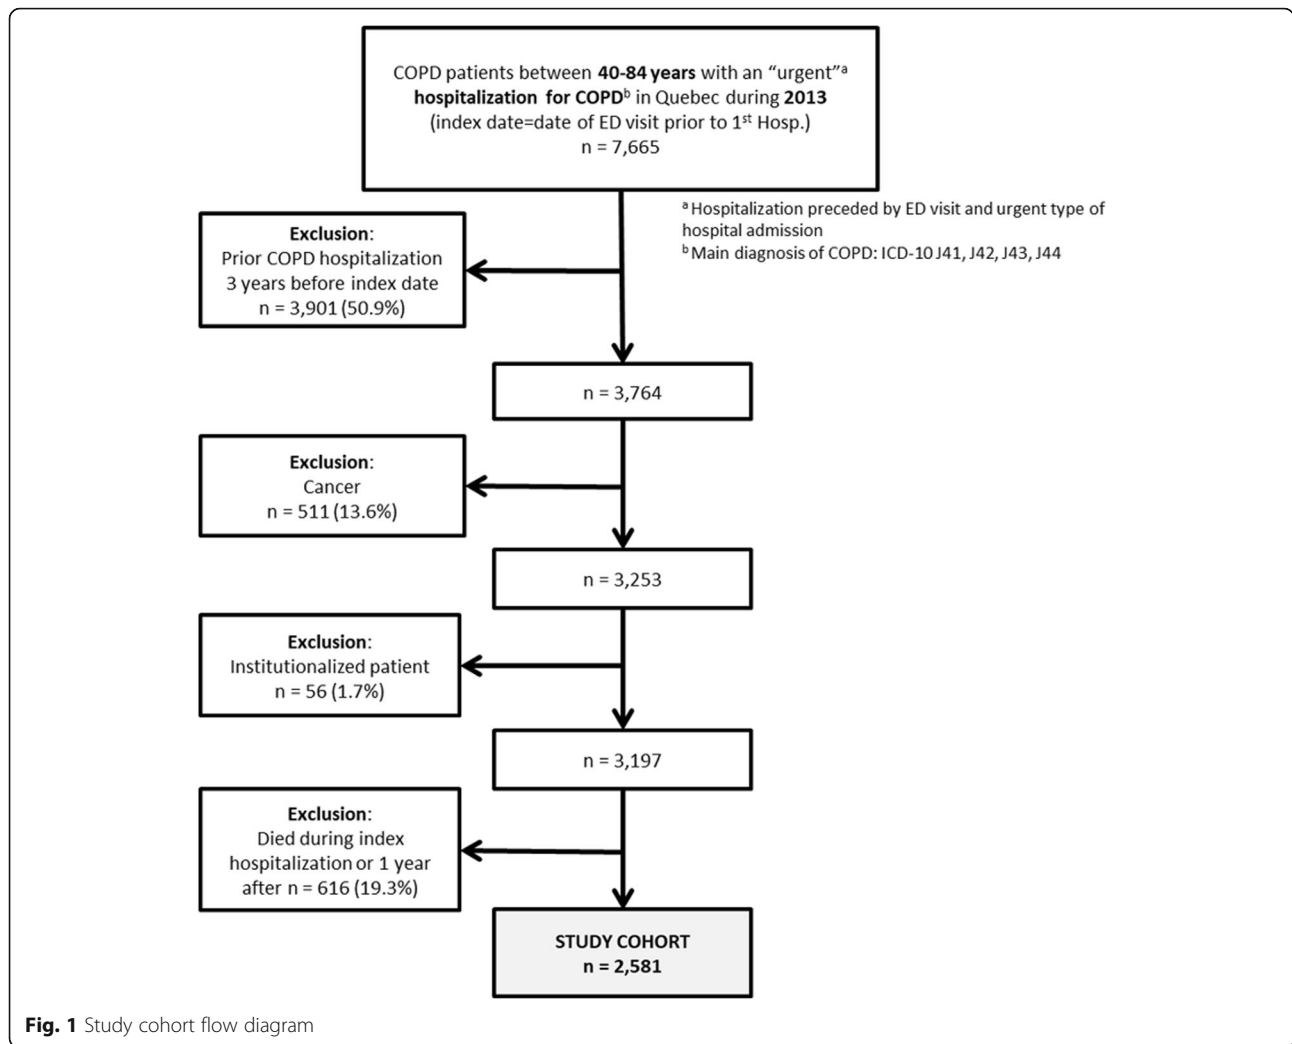 COPD patients between 40-84 years with an “urgent”ᵃ
hospitalization for COPDᵇ in Quebec during 2013
(index date=date of ED visit prior to 1ˢᵗ Hosp.)
n = 7,665
ᵃ Hospitalization preceded by ED visit and urgent type of
hospital admission
ᵇ Main diagnosis of COPD: ICD-10 J41, J42, J43, J44
Exclusion:
Prior COPD hospitalization
3 years before index date
n = 3,901 (50.9%)
n = 3,764
Exclusion:
Cancer
n = 511 (13.6%)
n = 3,253
Exclusion:
Institutionalized patient
n = 56 (1.7%)
n = 3,197
Exclusion:
Died during index
hospitalization or 1 year
after n = 616 (19.3%)
STUDY COHORT
n = 2,581
Fig. 1 Study cohort flow diagram